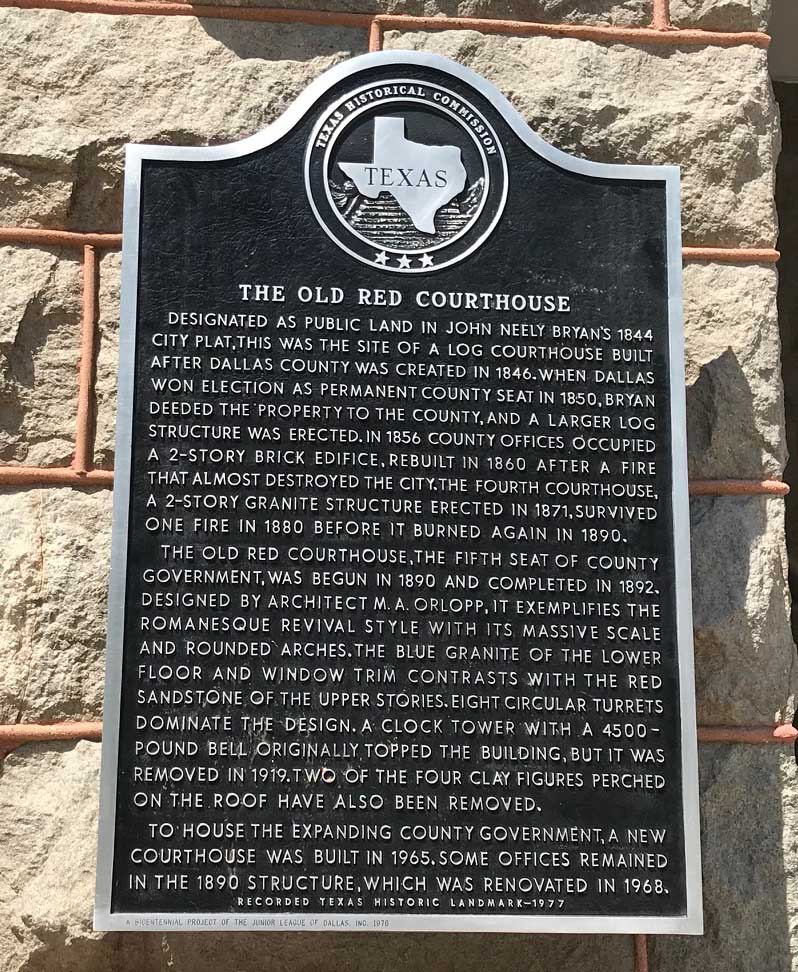 TEXAS HISTORICAL COMMISSION
TEXAS
THE OLD RED COURTHOUSE
DESIGNATED AS PUBLIC LAND IN JOHN NEELY BRYAN'S 1844
CITY PLAT, THIS WAS THE SITE OF A LOG COURTHOUSE BUILT
AFTER DALLAS COUNTY WAS CREATED IN 1846. WHEN DALLAS
WON ELECTION AS PERMANENT COUNTY SEAT IN 1850, BRYAN
DEEDED THE PROPERTY TO THE COUNTY, AND A LARGER LOG
STRUCTURE WAS ERECTED. IN 1856 COUNTY OFFICES OCCUPIED
A 2-STORY BRICK EDIFICE, REBUILT IN 1860 AFTER A FIRE
THAT ALMOST DESTROYED THE CITY. THE FOURTH COURTHOUSE,
A 2-STORY GRANITE STRUCTURE ERECTED IN 1871, SURVIVED
ONE FIRE IN 1880 BEFORE IT BURNED AGAIN IN 1890.
THE OLD RED COURTHOUSE, THE FIFTH SEAT OF COUNTY
GOVERNMENT, WAS BEGUN IN 1890 AND COMPLETED IN 1892.
DESIGNED BY ARCHITECT M. A. ORLOPP, IT EXEMPLIFIES THE
ROMANESQUE REVIVAL STYLE WITH ITS MASSIVE SCALE
AND ROUNDED ARCHES. THE BLUE GRANITE OF THE LOWER
FLOOR AND WINDOW TRIM CONTRASTS WITH THE RED
SANDSTONE OF THE UPPER STORIES. EIGHT CIRCULAR TURRETS
DOMINATE THE DESIGN. A CLOCK TOWER WITH A 4500-
POUND BELL ORIGINALLY TOPPED THE BUILDING, BUT IT WAS
REMOVED IN 1919. TWO OF THE FOUR CLAY FIGURES PERCHED
ON THE ROOF HAVE ALSO BEEN REMOVED.
TO HOUSE THE EXPANDING COUNTY GOVERNMENT, A NEW
COURTHOUSE WAS BUILT IN 1965. SOME OFFICES REMAINED
IN THE 1890 STRUCTURE, WHICH WAS RENOVATED IN 1968.
RECORDED TEXAS HISTORIC LANDMARK-1977
A BICENTENNIAL PROJECT OF THE JUNIOR LEAGUE OF DALLAS, INC. 1976